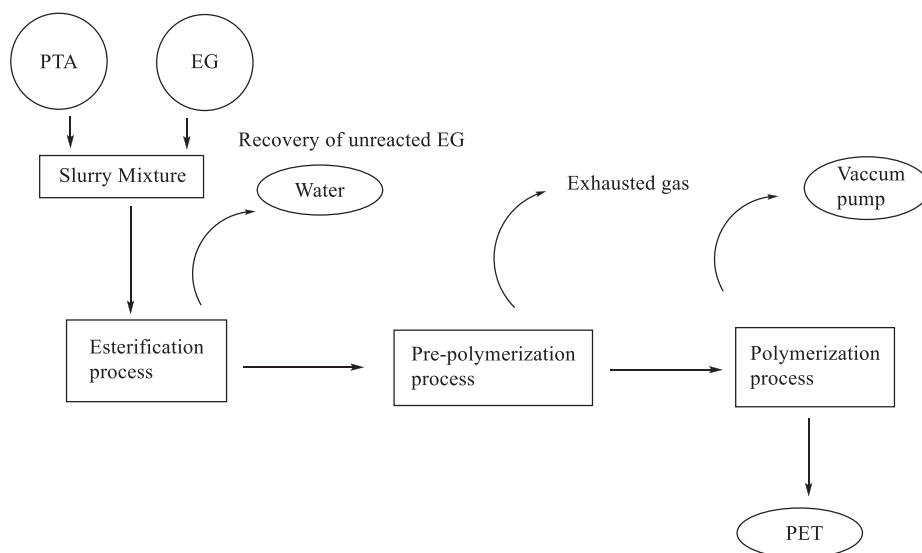 PTA
EG
Recovery of unreacted EG
Slurry Mixture
Water
Exhausted gas
Vaccum
pump
Esterification
process
Pre-polymerization
process
Polymerization
process
PET